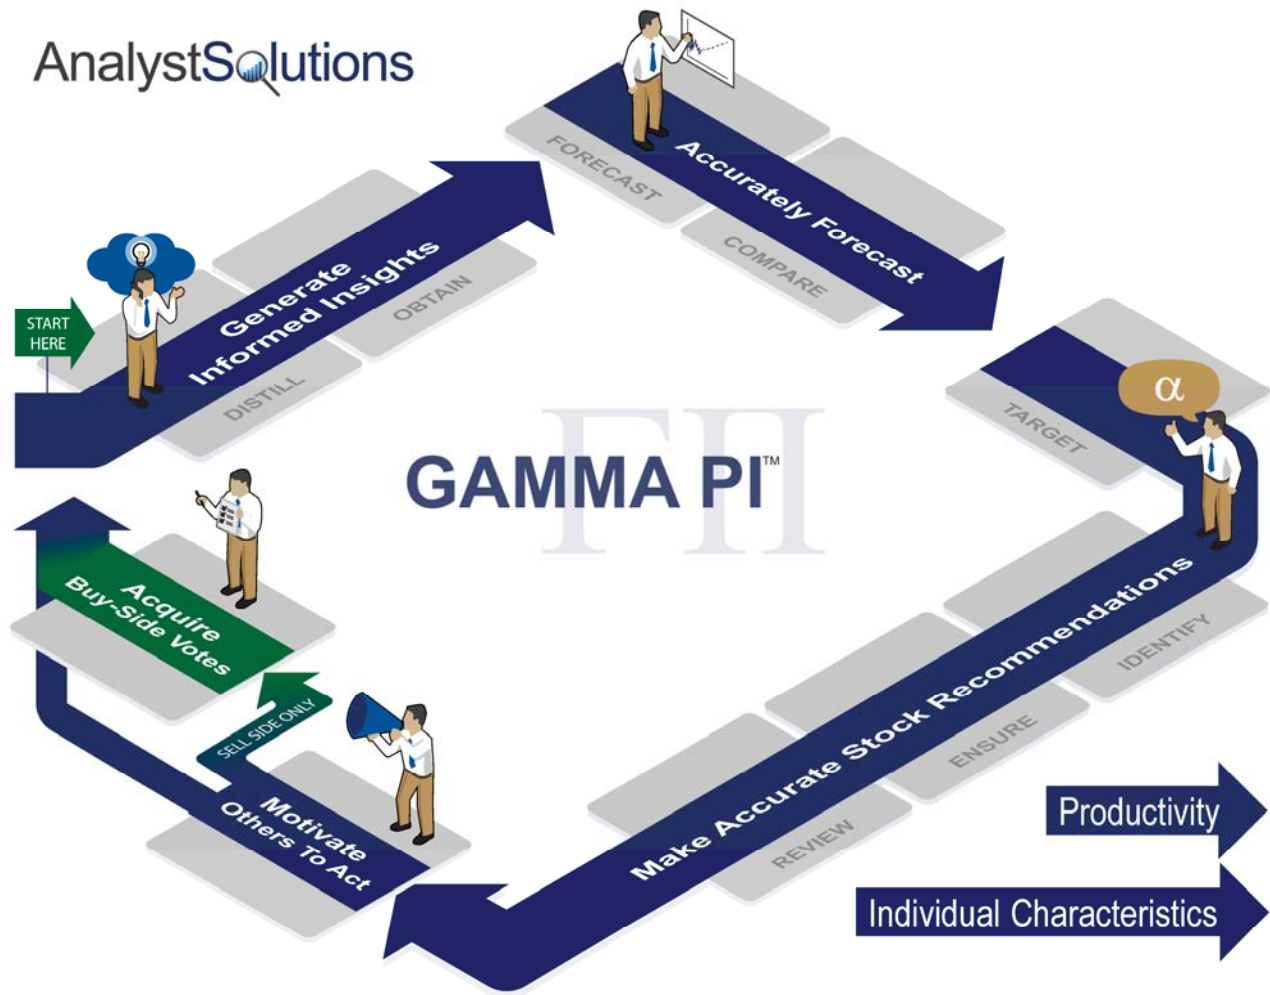 AnalystSolutions
START
HERE
Generate
Informed Insights
DISTILL
OBTAIN
Accurately Forecast
FORECAST
COMPARE
TARGET
α
Make Accurate Stock Recommendations
IDENTIFY
ENSURE
REVIEW
Motivate
Others To Act
SELL SIDE ONLY
Acquire
Buy-Side Votes
ΓΠ
GAMMA PI™
Productivity
Individual Characteristics